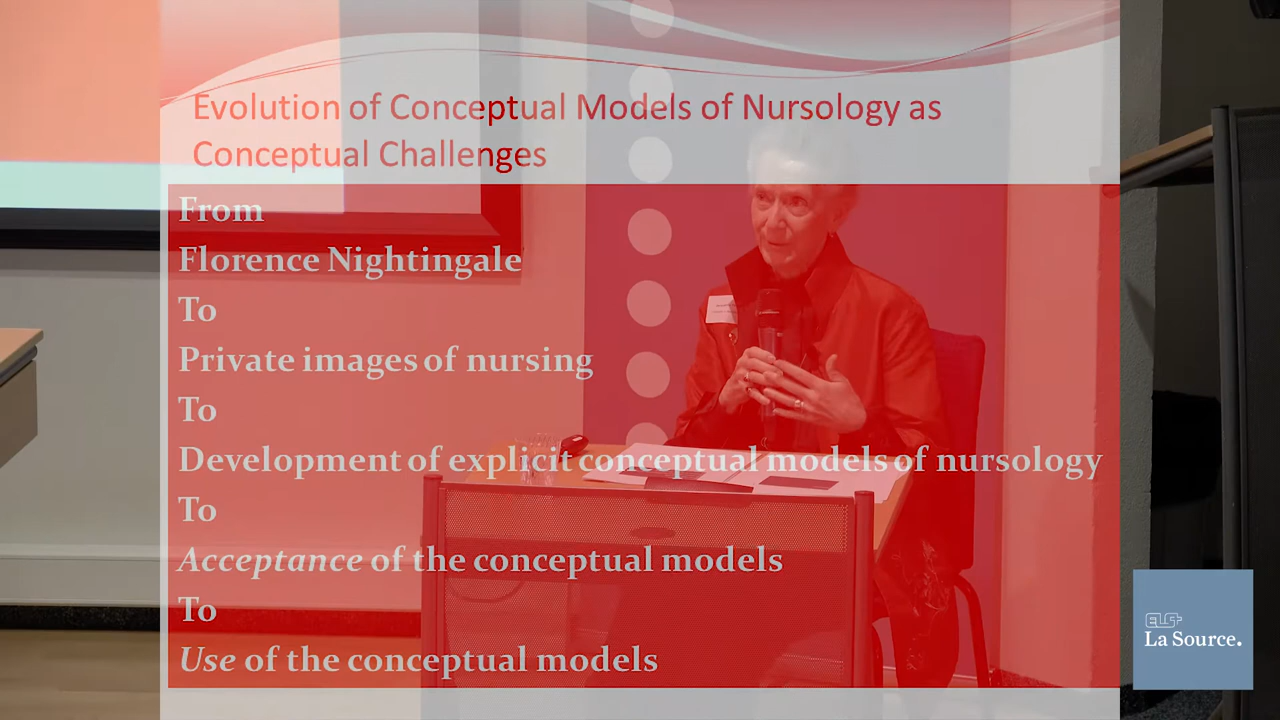 Evolution of Conceptual Models of Nursology as
Conceptual Challenges
From
Florence Nightingale
To
Private images of nursing
To
Development of explicit conceptual models of nursology
To
Acceptance of the conceptual models
To
Use of the conceptual models
La Source.